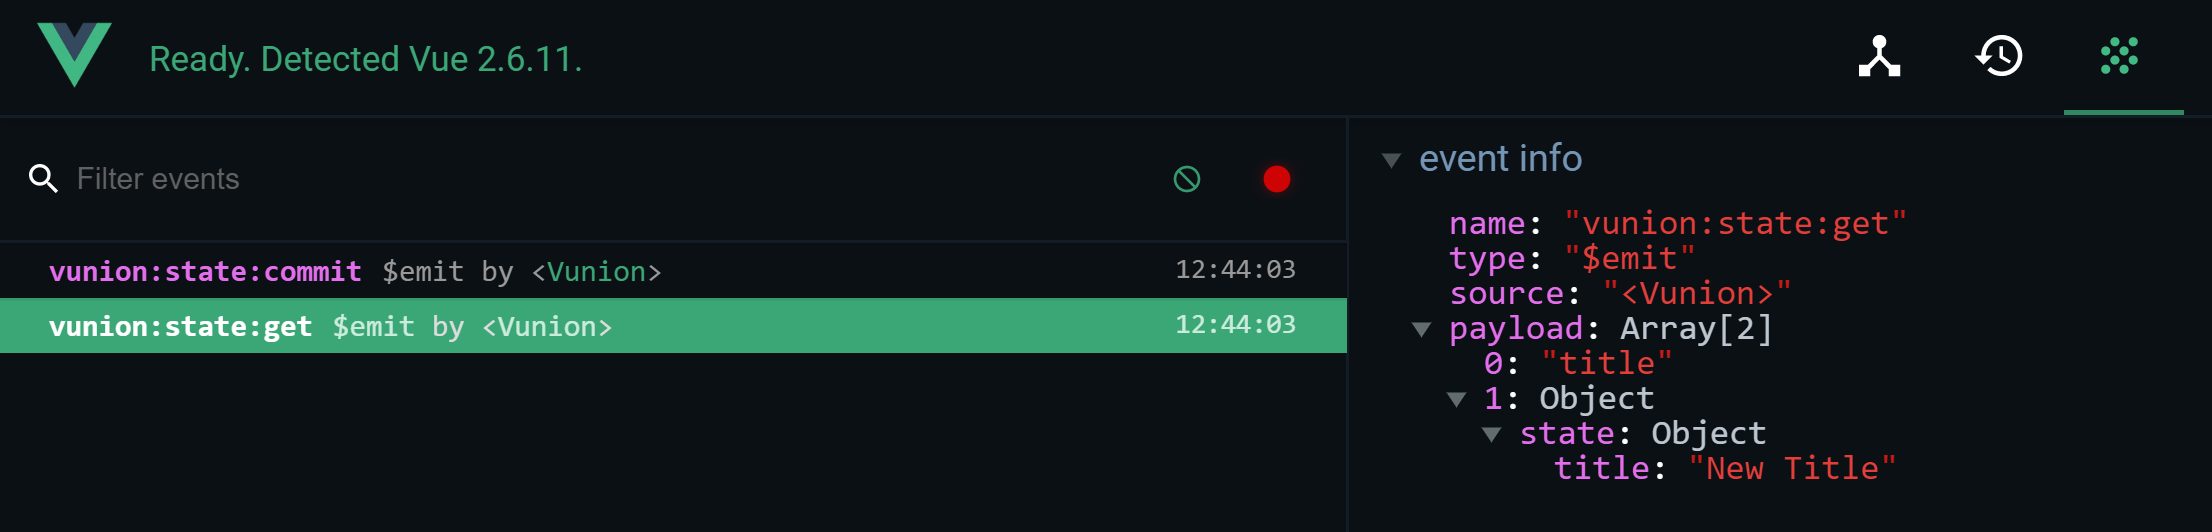 Ready. Detected Vue 2.6.11.
Filter events
vunion:state:commit $emit by <Vunion> 12:44:03
vunion:state:get $emit by <Vunion> 12:44:03
event info
name: "vunion:state:get"
type: "$emit"
source: "<Vunion>"
payload: Array[2]
0: "title"
1: Object
state: Object
title: "New Title"